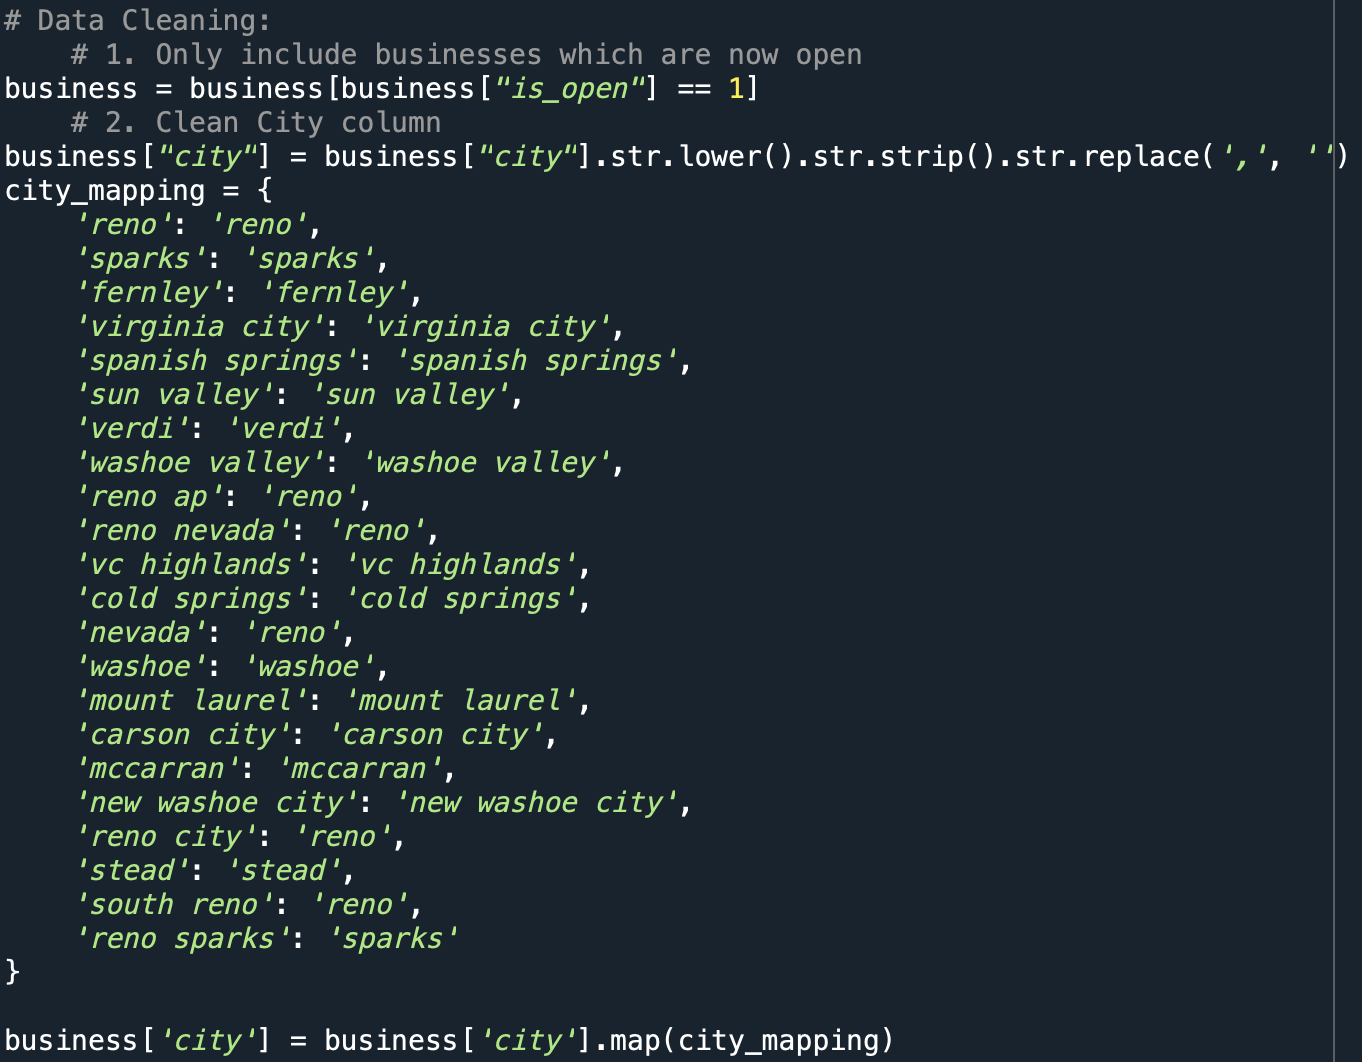 # Data Cleaning:
    # 1. Only include businesses which are now open
business = business[business["is_open"] == 1]
    # 2. Clean City column
business["city"] = business["city"].str.lower().str.strip().str.replace(',', '')
city_mapping = {
    'reno': 'reno',
    'sparks': 'sparks',
    'fernley': 'fernley',
    'virginia city': 'virginia city',
    'spanish springs': 'spanish springs',
    'sun valley': 'sun valley',
    'verdi': 'verdi',
    'washoe valley': 'washoe valley',
    'reno ap': 'reno',
    'reno nevada': 'reno',
    'vc highlands': 'vc highlands',
    'cold springs': 'cold springs',
    'nevada': 'reno',
    'washoe': 'washoe',
    'mount laurel': 'mount laurel',
    'carson city': 'carson city',
    'mccarran': 'mccarran',
    'new washoe city': 'new washoe city',
    'reno city': 'reno',
    'stead': 'stead',
    'south reno': 'reno',
    'reno sparks': 'sparks'
}
business['city'] = business['city'].map(city_mapping)